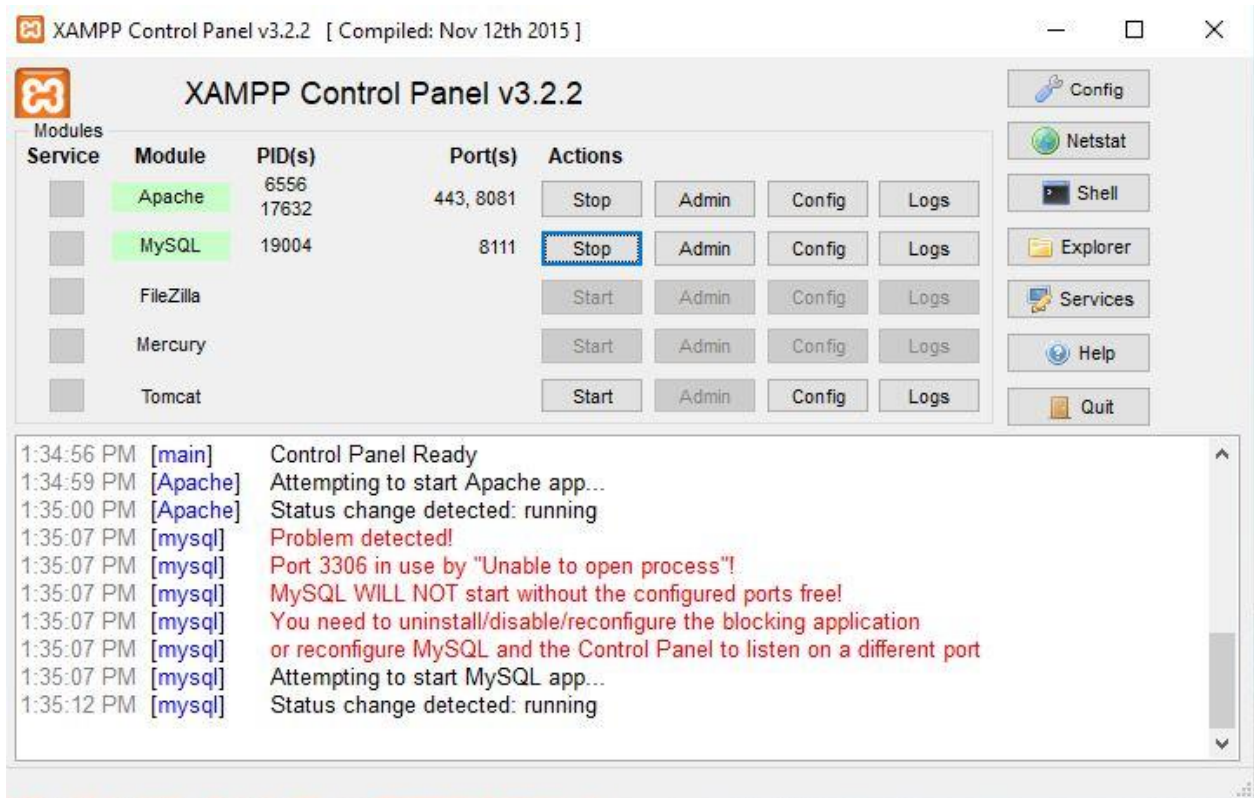 XAMPP Control Panel v3.2.2 [ Compiled: Nov 12th 2015 ]
XAMPP Control Panel v3.2.2
Config
Modules
Service Module PID(s) Port(s) Actions
Netstat
Apache 6556 17632 443, 8081 Stop Admin Config Logs
Shell
MySQL 19004 8111 Stop Admin Config Logs
Explorer
FileZilla Start Admin Config Logs
Services
Mercury Start Admin Config Logs
Help
Tomcat Start Admin Config Logs
Quit
1:34:56 PM [main] Control Panel Ready
1:34:59 PM [Apache] Attempting to start Apache app...
1:35:00 PM [Apache] Status change detected: running
1:35:07 PM [mysql] Problem detected!
1:35:07 PM [mysql] Port 3306 in use by "Unable to open process"!
1:35:07 PM [mysql] MySQL WILL NOT start without the configured ports free!
1:35:07 PM [mysql] You need to uninstall/disable/reconfigure the blocking application
1:35:07 PM [mysql] or reconfigure MySQL and the Control Panel to listen on a different port
1:35:07 PM [mysql] Attempting to start MySQL app...
1:35:12 PM [mysql] Status change detected: running